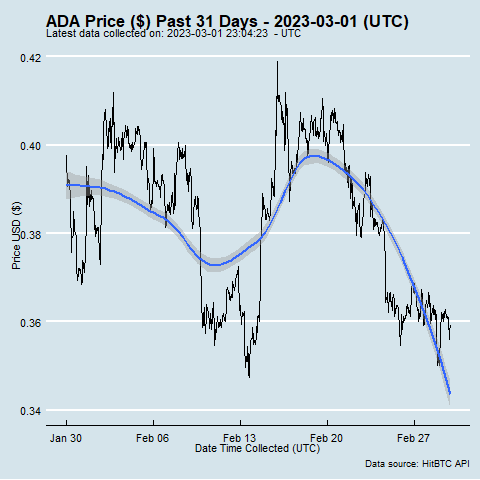 ADA Price ($) Past 31 Days - 2023-03-01 (UTC)
Latest data collected on: 2023-03-01 23:04:23 - UTC
0.42
0.40
0.38
0.36
0.34
Price USD ($)
Jan 30
Feb 06
Feb 13
Feb 20
Feb 27
Date Time Collected (UTC)
Data source: HitBTC API